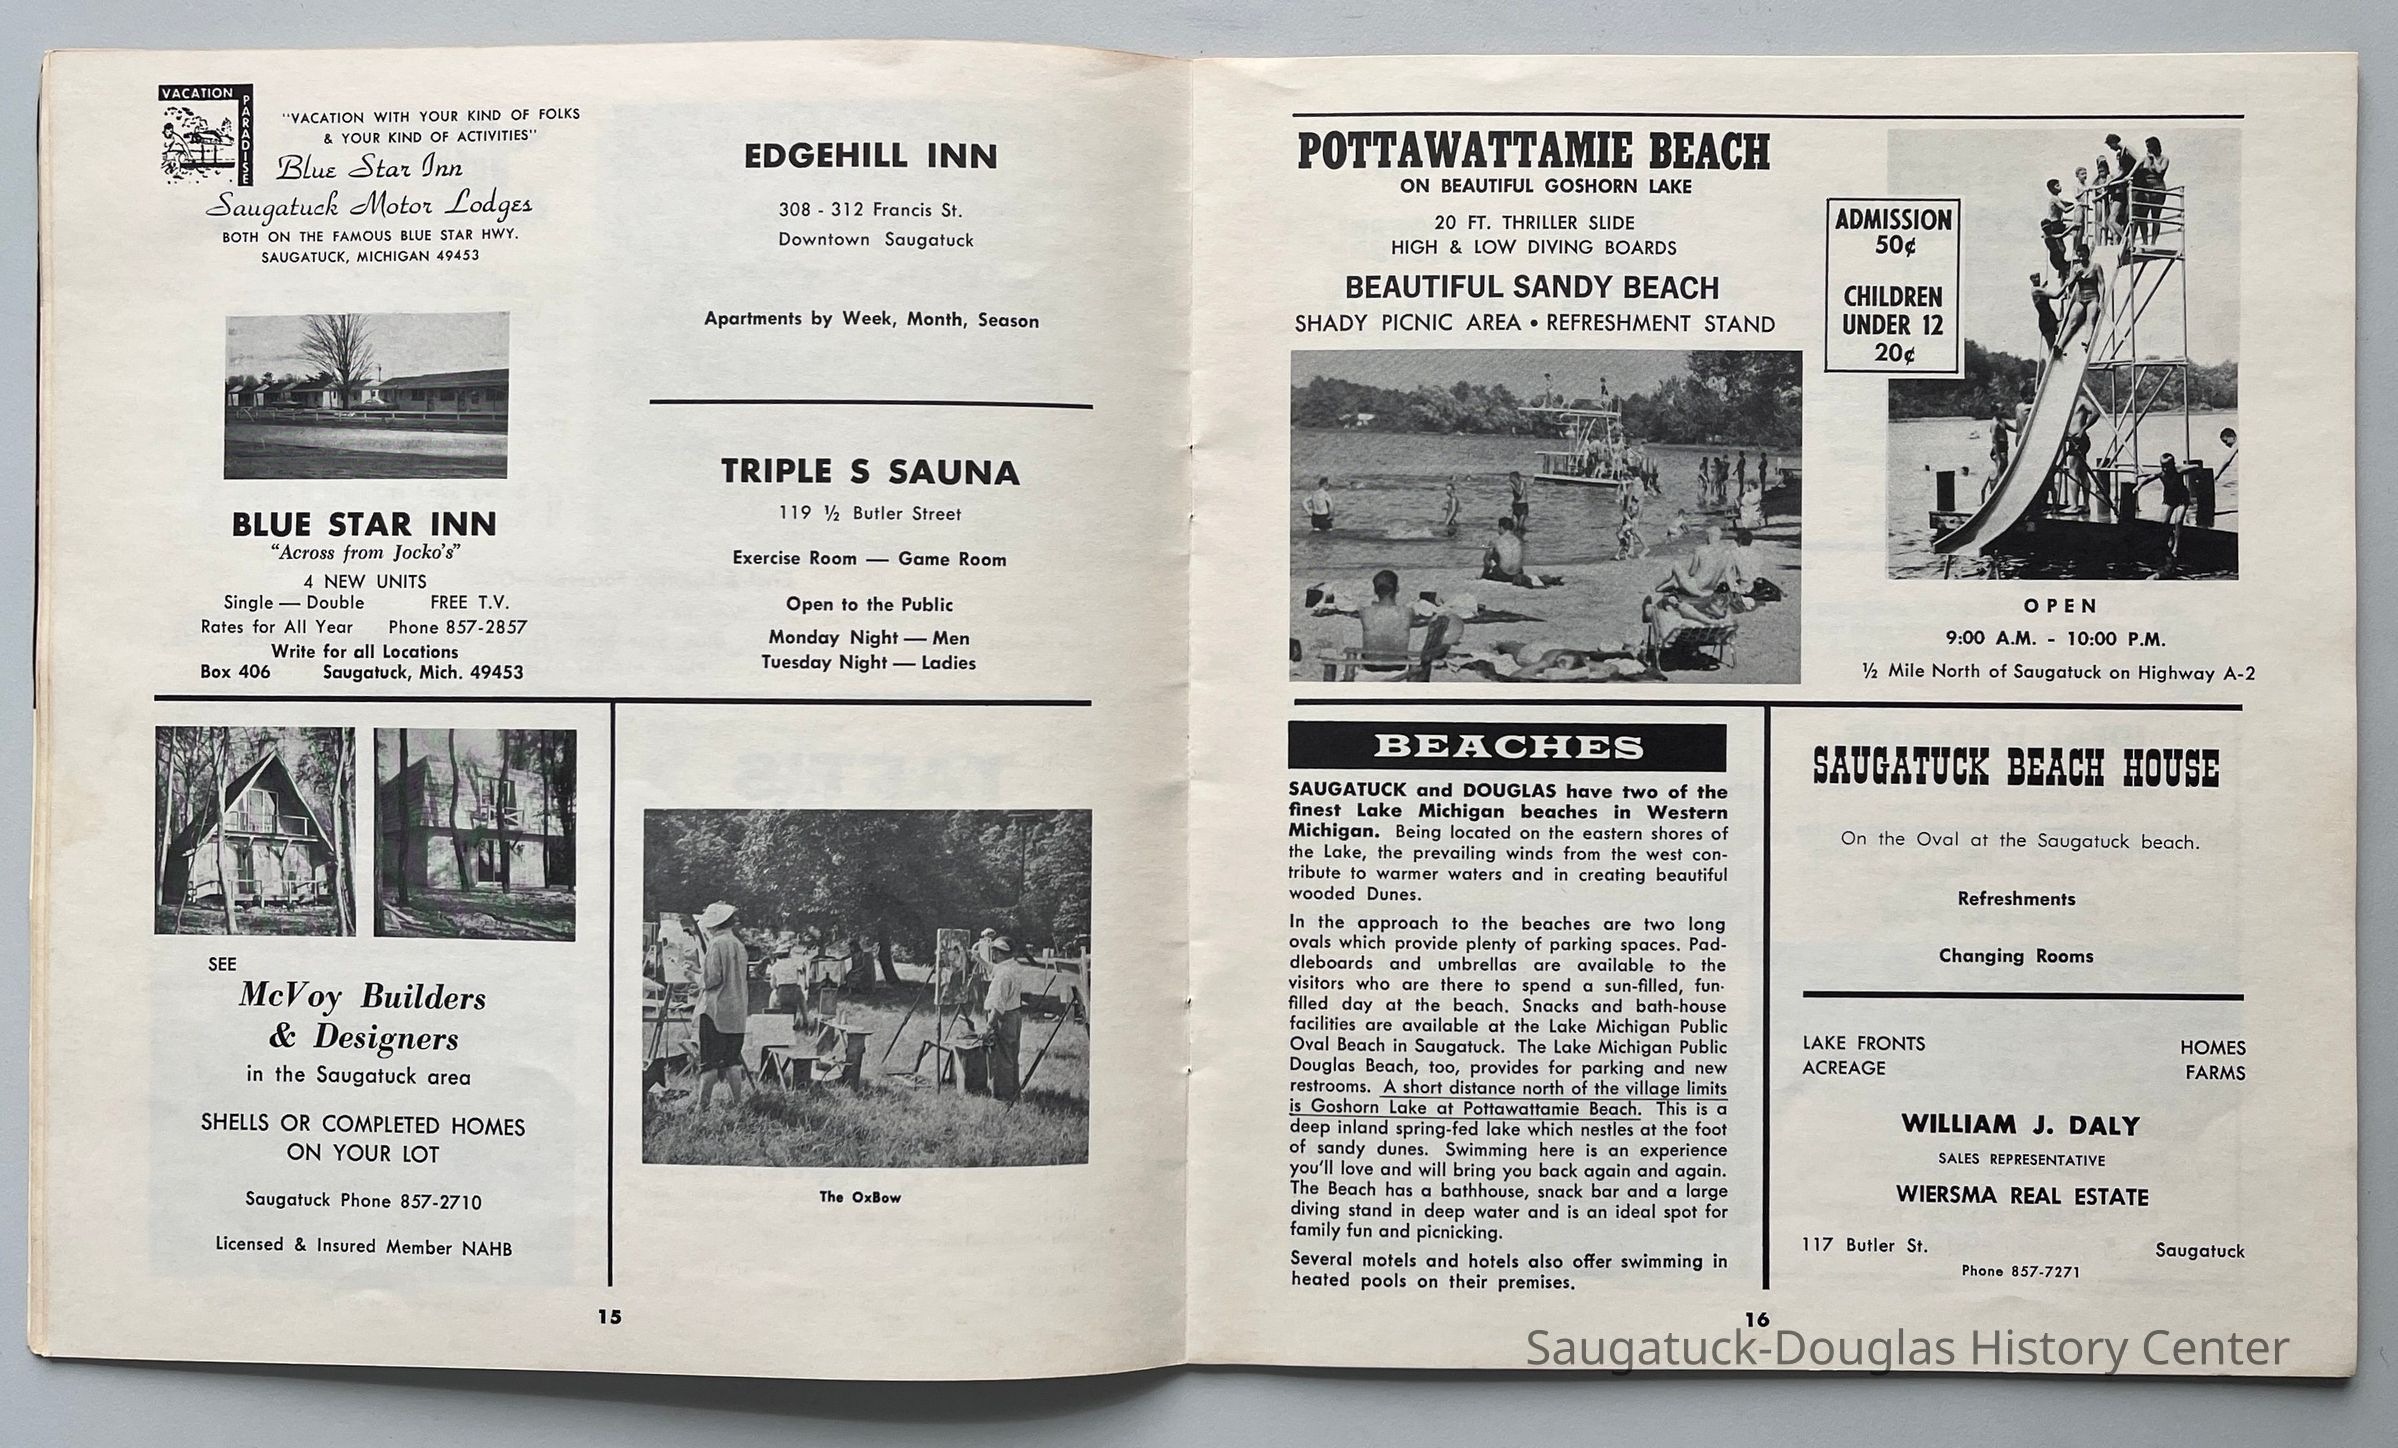 VACATION
PARADISE
"VACATION WITH YOUR KIND OF FOLKS
& YOUR KIND OF ACTIVITIES"
Blue Star Inn
Saugatuck Motor Lodges
BOTH ON THE FAMOUS BLUE STAR HWY.
SAUGATUCK, MICHIGAN 49453
BLUE STAR INN
"Across from Jocko's"
4 NEW UNITS
Single — Double FREE T.V.
Rates for All Year Phone 857-2857
Write for all Locations
Box 406 Saugatuck, Mich. 49453
EDGEHILL INN
308 - 312 Francis St.
Downtown Saugatuck
Apartments by Week, Month, Season
TRIPLE S SAUNA
119 ½ Butler Street
Exercise Room — Game Room
Open to the Public
Monday Night — Men
Tuesday Night — Ladies
SEE
McVoy Builders
& Designers
in the Saugatuck area
SHELLS OR COMPLETED HOMES
ON YOUR LOT
Saugatuck Phone 857-2710
Licensed & Insured Member NAHB
The OxBow
15
POTTAWATTAMIE BEACH
ON BEAUTIFUL GOSHORN LAKE
20 FT. THRILLER SLIDE
HIGH & LOW DIVING BOARDS
BEAUTIFUL SANDY BEACH
SHADY PICNIC AREA • REFRESHMENT STAND
ADMISSION
50¢
CHILDREN
UNDER 12
20¢
OPEN
9:00 A.M. - 10:00 P.M.
½ Mile North of Saugatuck on Highway A-2
BEACHES
SAUGATUCK and DOUGLAS have two of the
finest Lake Michigan beaches in Western
Michigan. Being located on the eastern shores of
the Lake, the prevailing winds from the west con-
tribute to warmer waters and in creating beautiful
wooded Dunes.
In the approach to the beaches are two long
ovals which provide plenty of parking spaces. Pad-
dleboards and umbrellas are available to the
visitors who are there to spend a sun-filled, fun-
filled day at the beach. Snacks and bath-house
facilities are available at the Lake Michigan Public
Oval Beach in Saugatuck. The Lake Michigan Public
Douglas Beach, too, provides for parking and new
restrooms. A short distance north of the village limits
is Goshorn Lake at Pottawattamie Beach. This is a
deep inland spring-fed lake which nestles at the foot
of sandy dunes. Swimming here is an experience
you'll love and will bring you back again and again.
The Beach has a bathhouse, snack bar and a large
diving stand in deep water and is an ideal spot for
family fun and picnicking.
Several motels and hotels also offer swimming in
heated pools on their premises.
SAUGATUCK BEACH HOUSE
On the Oval at the Saugatuck beach.
Refreshments
Changing Rooms
LAKE FRONTS HOMES
ACREAGE FARMS
WILLIAM J. DALY
SALES REPRESENTATIVE
WIERSMA REAL ESTATE
117 Butler St. Saugatuck
Phone 857-7271
16
Saugatuck-Douglas History Center